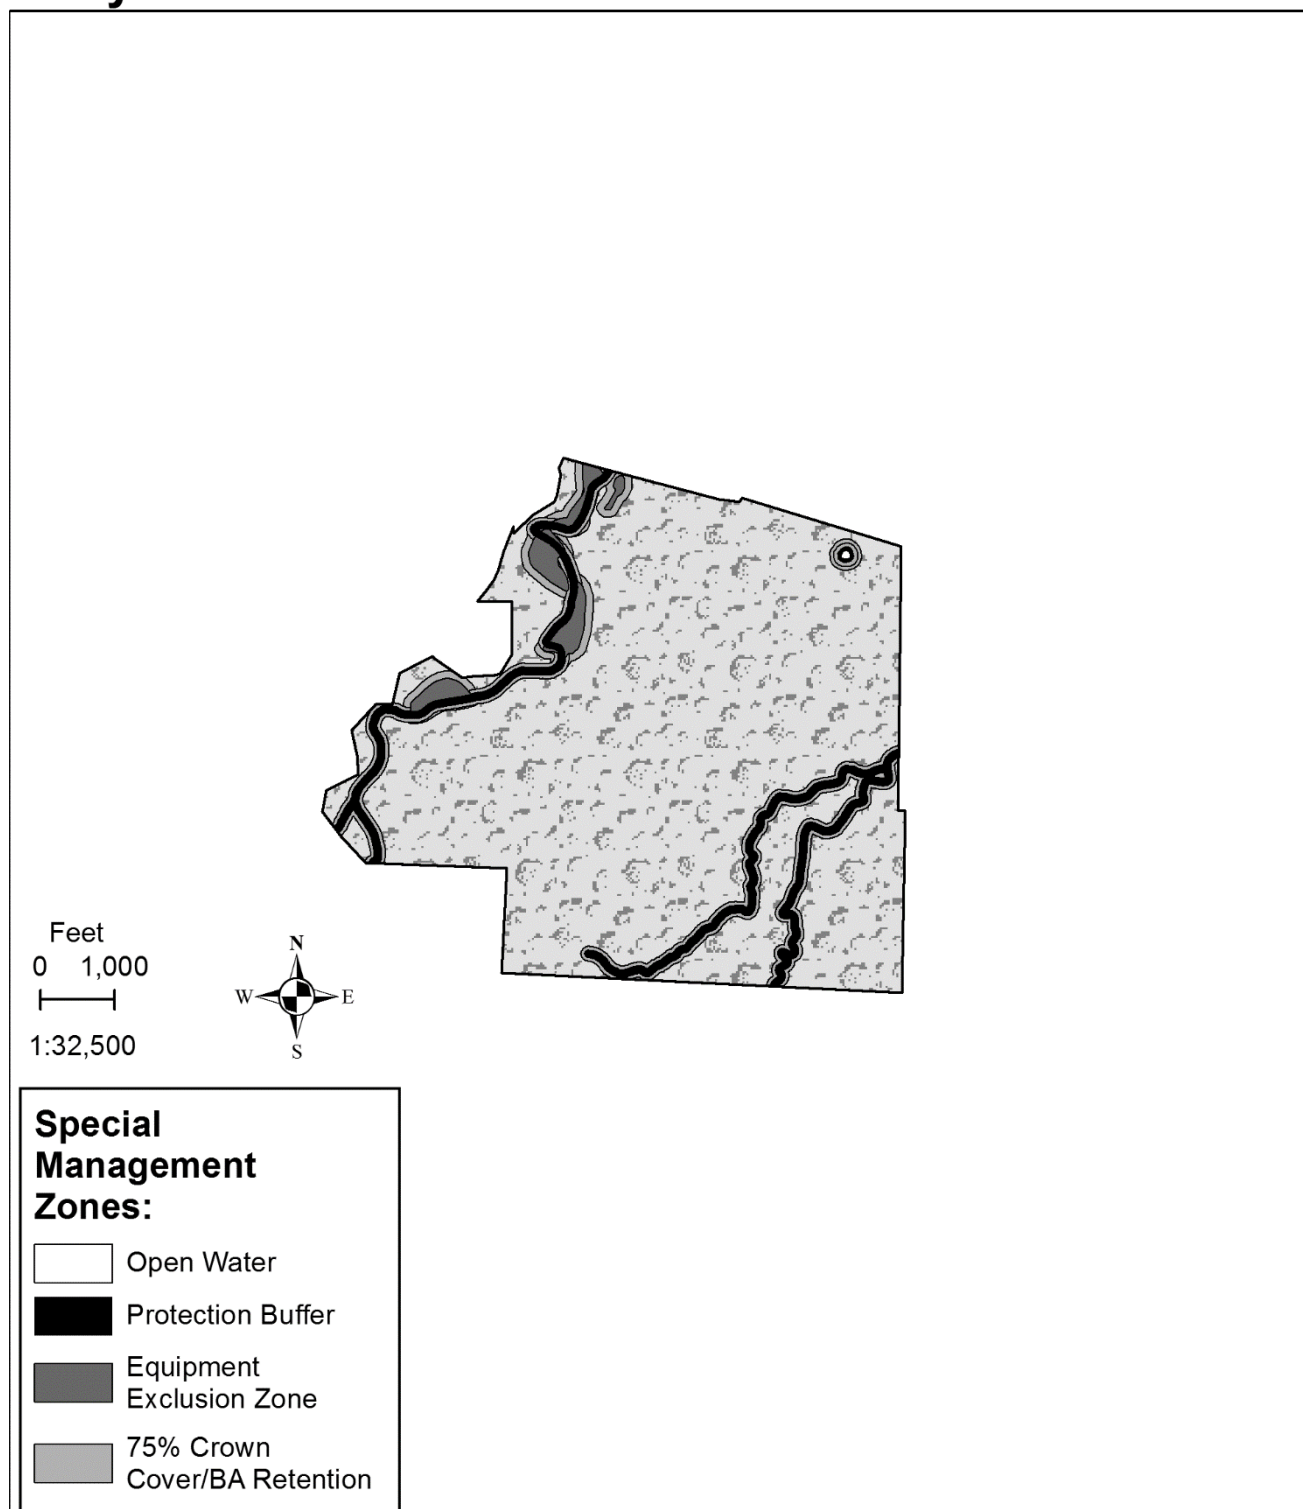 Feet
0 1,000
1:32,500
N
W E
S
Special
Management
Zones:
Open Water
Protection Buffer
Equipment
Exclusion Zone
75% Crown
Cover/BA Retention